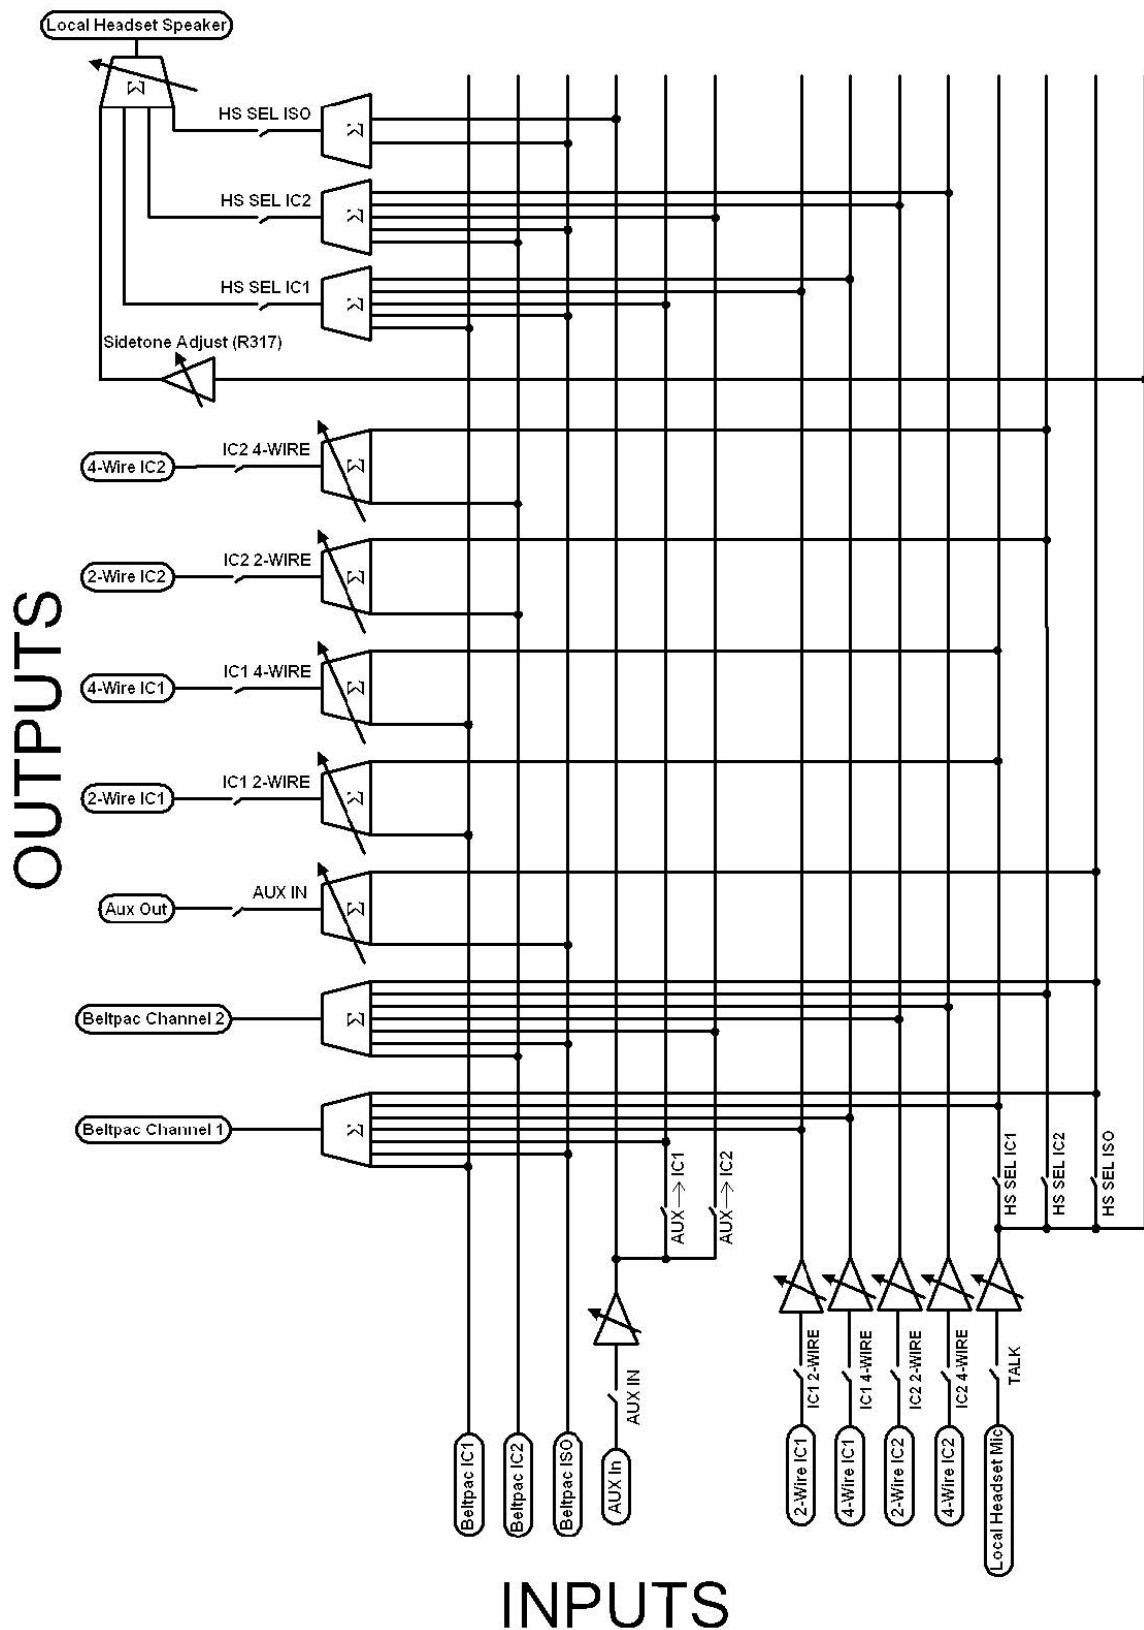 Local Headset Speaker
Σ
HS SEL ISO
Σ
HS SEL IC2
Σ
HS SEL IC1
Σ
Sidetone Adjust (R317)
4-Wire IC2
IC2 4-WIRE
Σ
2-Wire IC2
IC2 2-WIRE
Σ
4-Wire IC1
IC1 4-WIRE
Σ
2-Wire IC1
IC1 2-WIRE
Σ
Aux Out
AUX IN
Σ
Beltpac Channel 2
Σ
Beltpac Channel 1
Σ
OUTPUTS
AUX→IC1
AUX→IC2
HS SEL IC1
HS SEL IC2
HS SEL ISO
AUX IN
IC1 2-WIRE
IC1 4-WIRE
IC2 2-WIRE
IC2 4-WIRE
TALK
Beltpac IC1
Beltpac IC2
Beltpac ISO
AUX In
2-Wire IC1
4-Wire IC1
2-Wire IC2
4-Wire IC2
Local Headset Mic
INPUTS